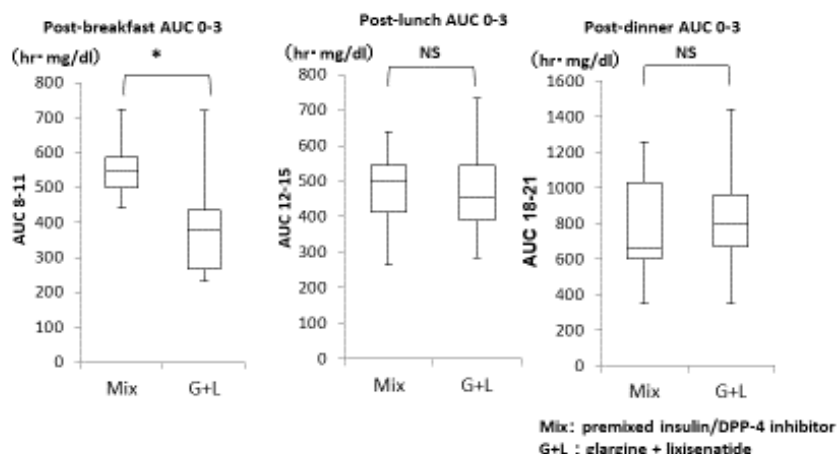 Post-breakfast AUC 0-3
(hr・mg/dl)
*
800
700
600
500
400
300
200
100
0
AUC 8-11
Mix
G+L
Post-lunch AUC 0-3
(hr・mg/dl)
NS
800
700
600
500
400
300
200
100
0
AUC 12-15
Mix
G+L
Post-dinner AUC 0-3
(hr・mg/dl)
NS
1600
1400
1200
1000
800
600
400
200
0
AUC 18-21
Mix
G+L
Mix: premixed insulin/DPP-4 inhibitor
G+L : glargine + lixisenatide